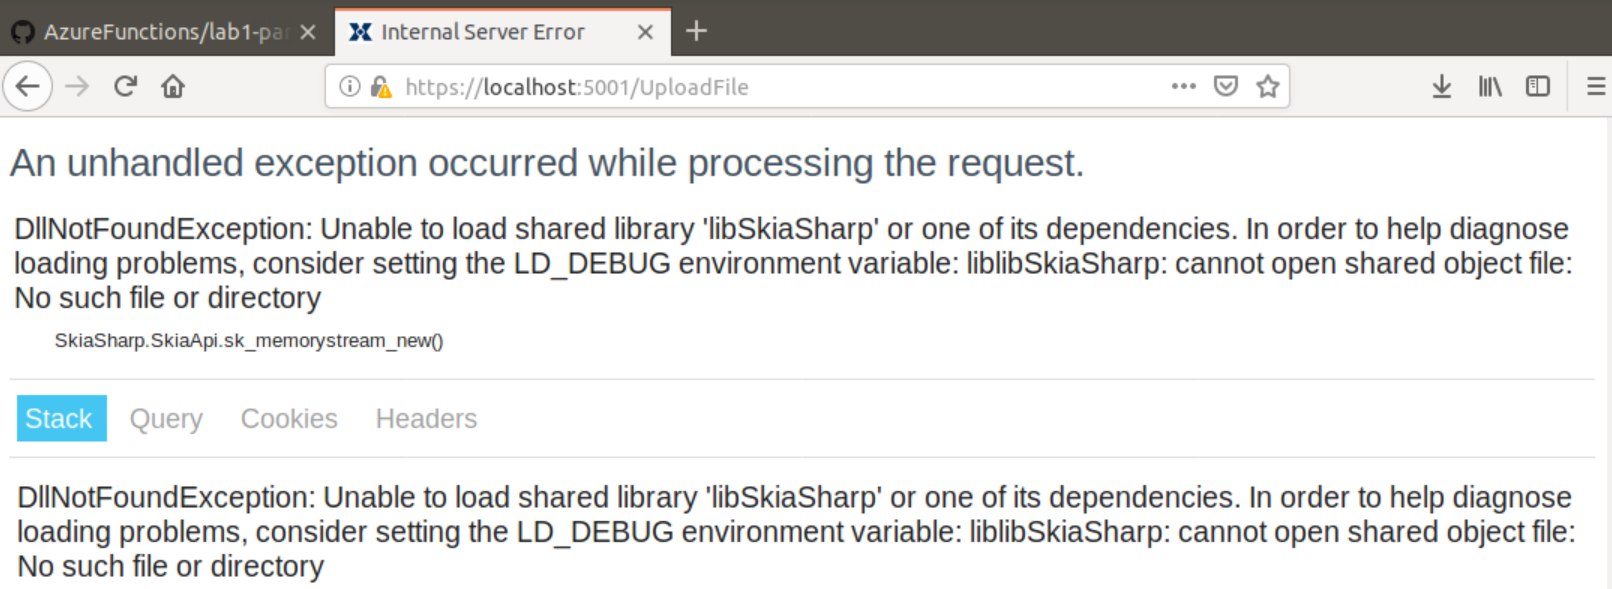 AzureFunctions/lab1-par
Internal Server Error
https://localhost:5001/UploadFile
An unhandled exception occurred while processing the request.
DllNotFoundException: Unable to load shared library 'libSkiaSharp' or one of its dependencies. In order to help diagnose
loading problems, consider setting the LD_DEBUG environment variable: liblibSkiaSharp: cannot open shared object file:
No such file or directory
SkiaSharp.SkiaApi.sk_memorystream_new()
Stack Query Cookies Headers
DllNotFoundException: Unable to load shared library 'libSkiaSharp' or one of its dependencies. In order to help diagnose
loading problems, consider setting the LD_DEBUG environment variable: liblibSkiaSharp: cannot open shared object file:
No such file or directory